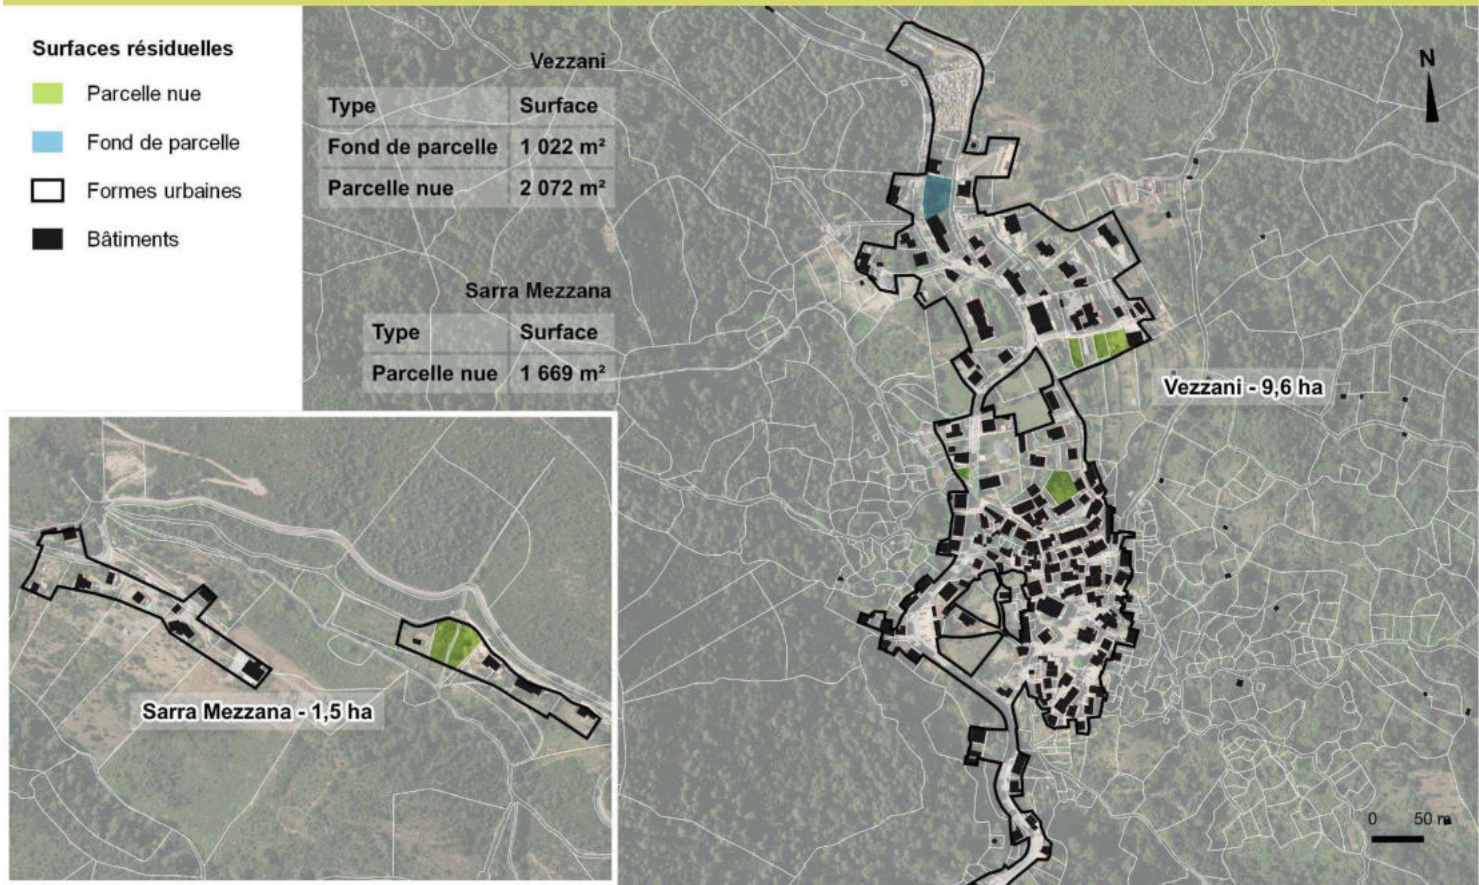 Surfaces résiduelles
Parcelle nue
Fond de parcelle
Formes urbaines
Bâtiments
Vezzani
Type Surface
Fond de parcelle 1 022 m²
Parcelle nue 2 072 m²
Sarra Mezzana
Type Surface
Parcelle nue 1 669 m²
N
Vezzani - 9,6 ha
Sarra Mezzana - 1,5 ha
0 50 m